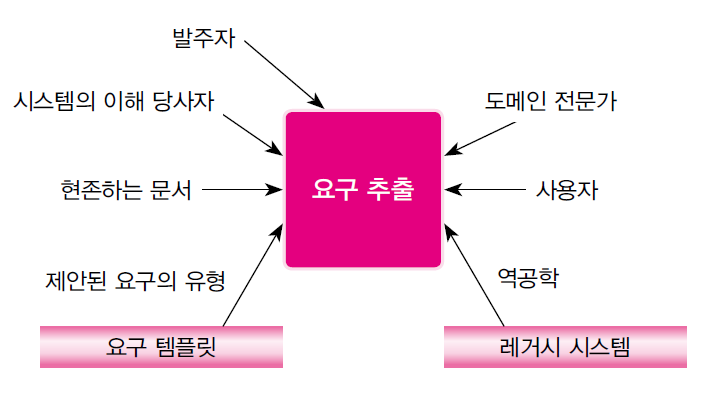 발주자
시스템의 이해 당사자
도메인 전문가
현존하는 문서
요구 추출
사용자
제안된 요구의 유형
역공학
요구 템플릿
레거시 시스템